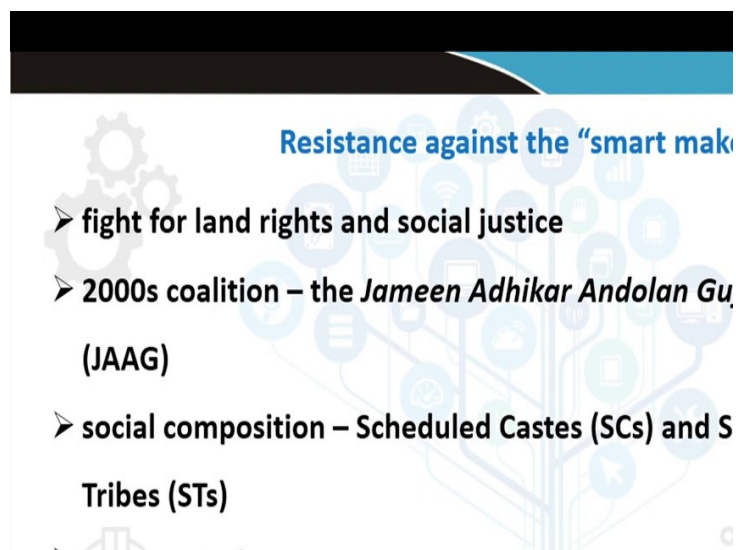 Resistance against the “smart make
➢ fight for land rights and social justice
➢ 2000s coalition – the Jameen Adhikar Andolan Gu
(JAAG)
➢ social composition – Scheduled Castes (SCs) and S
Tribes (STs)